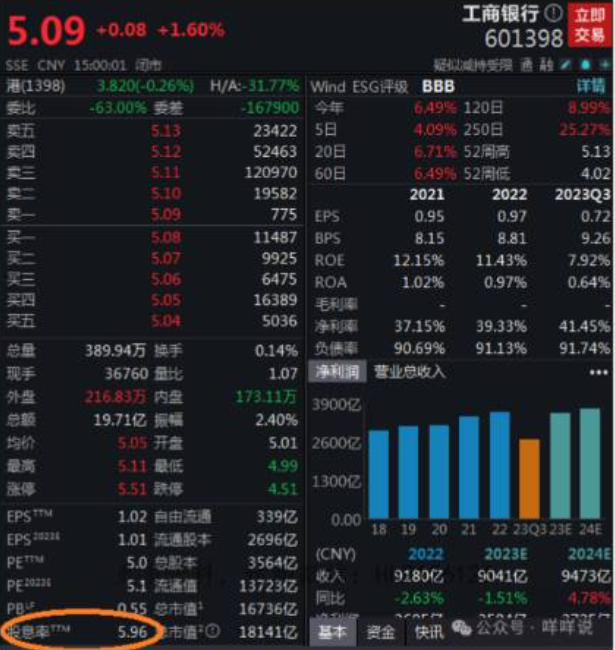 5.09 +0.08 +1.60%
工商银行
601398
立即交易
SSE CNY 15:00:01 闭市
疑似减持受限 通 融
港(1398) 3.820(-0.26%) H/A:-31.77%
委比 -63.00% 委差 -167900
卖五 5.13 23422
卖四 5.12 52463
卖三 5.11 120970
卖二 5.10 19582
卖一 5.09 775
买一 5.08 11487
买二 5.07 9925
买三 5.06 6475
买四 5.05 16389
买五 5.04 5036
总量 389.94万 换手 0.14%
现手 36760 量比 1.07
外盘 216.83万 内盘 173.11万
总额 19.71亿 振幅 2.40%
均价 5.05 开盘 5.01
最高 5.11 最低 4.99
涨停 5.51 跌停 4.51
EPS TTM 1.02 自由流通 339亿
EPS 2023E 1.01 流通股本 2696亿
PE TTM 5.0 总股本 3564亿
PE 2023E 5.1 流通值 13723亿
PB LF 0.55 总市值1 16736亿
股息率 TTM 5.96 总市值2 18141亿
Wind ESG评级 BBB 详情
今年 6.49% 120日 8.99%
5日 4.09% 250日 25.27%
20日 6.71% 52周高 5.13
60日 6.49% 52周低 4.02
2021 2022 2023Q3
EPS 0.95 0.97 0.72
BPS 8.15 8.81 9.26
ROE 12.15% 11.43% 7.92%
ROA 1.02% 0.97% 0.64%
毛利率 - - -
净利率 37.15% 39.33% 41.45%
负债率 90.69% 91.13% 91.74%
净利润 营业总收入
3900亿
2600亿
1300亿
0.00
18 19 20 21 22 23Q3 23E 24E
(CNY) 2022 2023E 2024E
收入 9180亿 9041亿 9473亿
同比 -2.63% -1.51% 4.78%
基本 资金 快讯
公众号 · 咩咩说